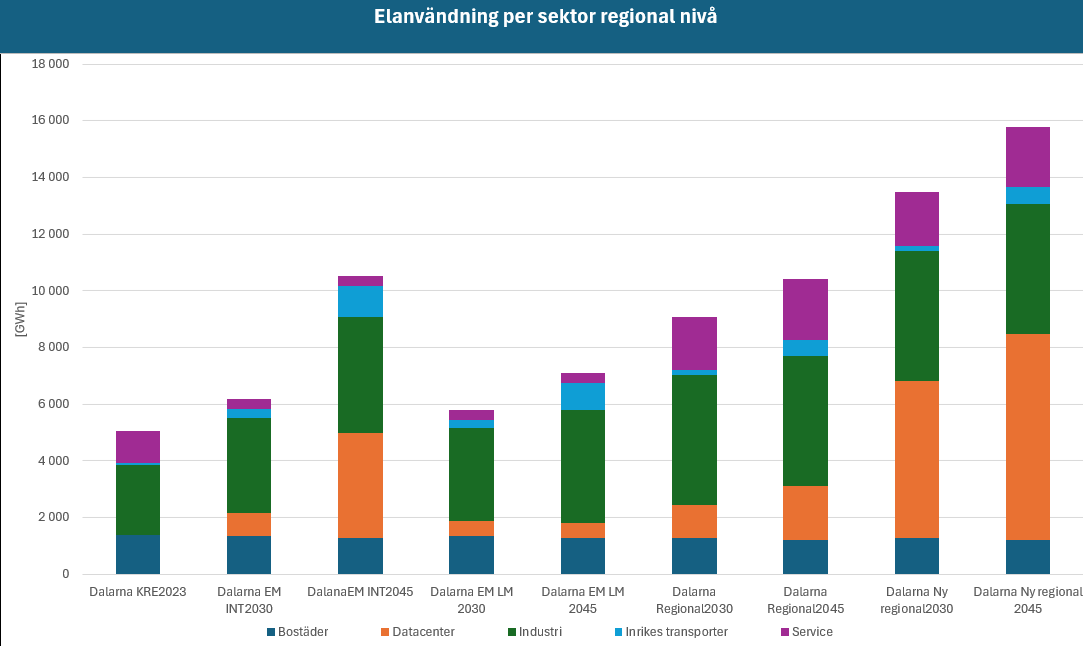 Elanvändning per sektor regional nivå
18 000
16 000
14 000
12 000
10 000
8 000
6 000
4 000
2 000
0
[GWh]
Dalarna KRE2023
Dalarna EM
INT2030
DalanaEM INT2045
Dalarna EM LM
2030
Dalarna EM LM
2045
Dalarna
Regional2030
Dalarna
Regional2045
Dalarna Ny
regional2030
Dalarna Ny regional
2045
Bostäder
Datacenter
Industri
Inrikes transporter
Service